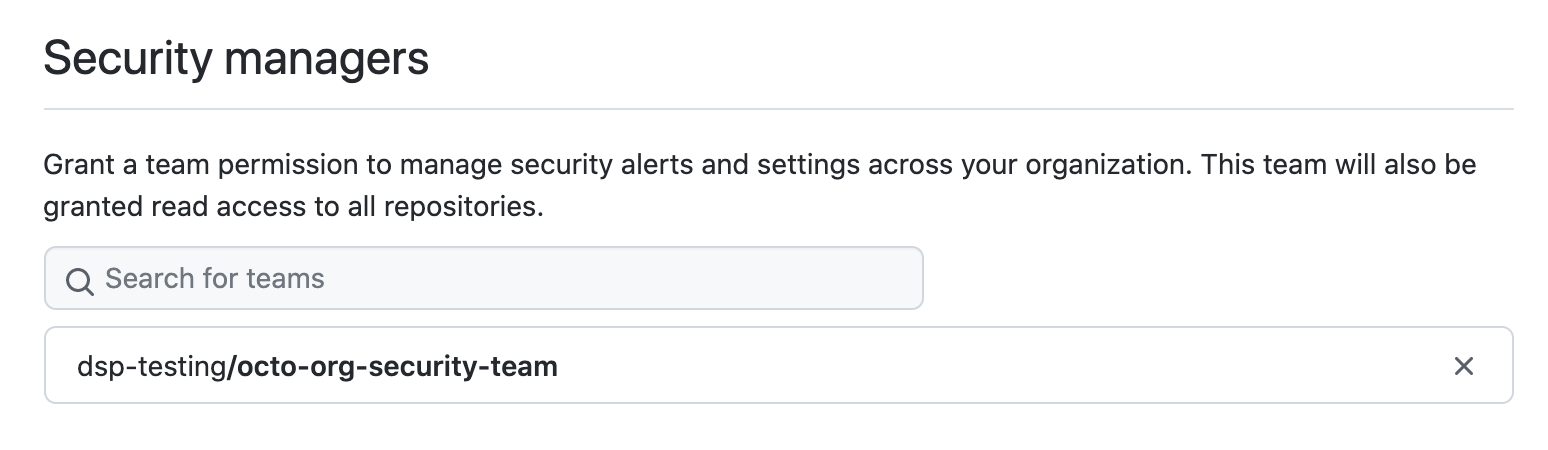 Security managers
Grant a team permission to manage security alerts and settings across your organization. This team will also be
granted read access to all repositories.
Search for teams
dsp-testing/octo-org-security-team